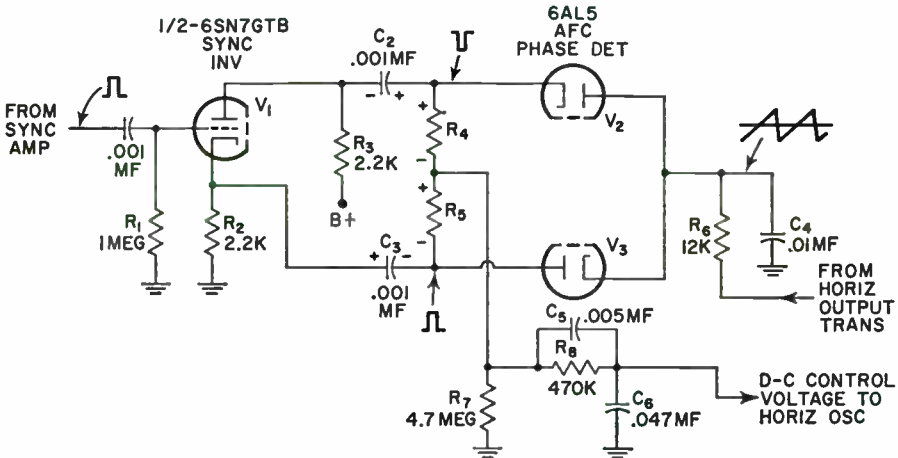 1/2-6SN7GTB
SYNC
INV
FROM
SYNC
AMP
.001
MF
V1
R1
1MEG
R2
2.2K
R3
2.2K
B+
C2
.001MF
C3
.001
MF
R4
R5
6AL5
AFC
PHASE DET
V2
V3
R6
12K
C4
.01MF
FROM
HORIZ
OUTPUT
TRANS
C5 .005MF
R8
470K
R7
4.7 MEG
C6
.047MF
D-C CONTROL
VOLTAGE TO
HORIZ OSC